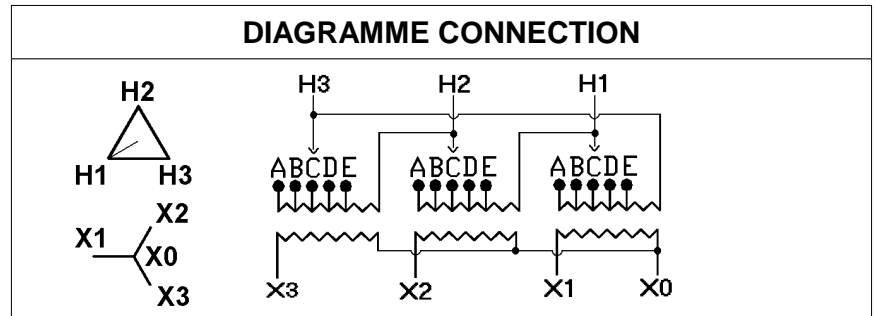 DIAGRAMME CONNECTION
H2
H1 H3
X2
X1 X0
X3
H3 H2 H1
ABCDE ABCDE ABCDE
X3 X2 X1 X0